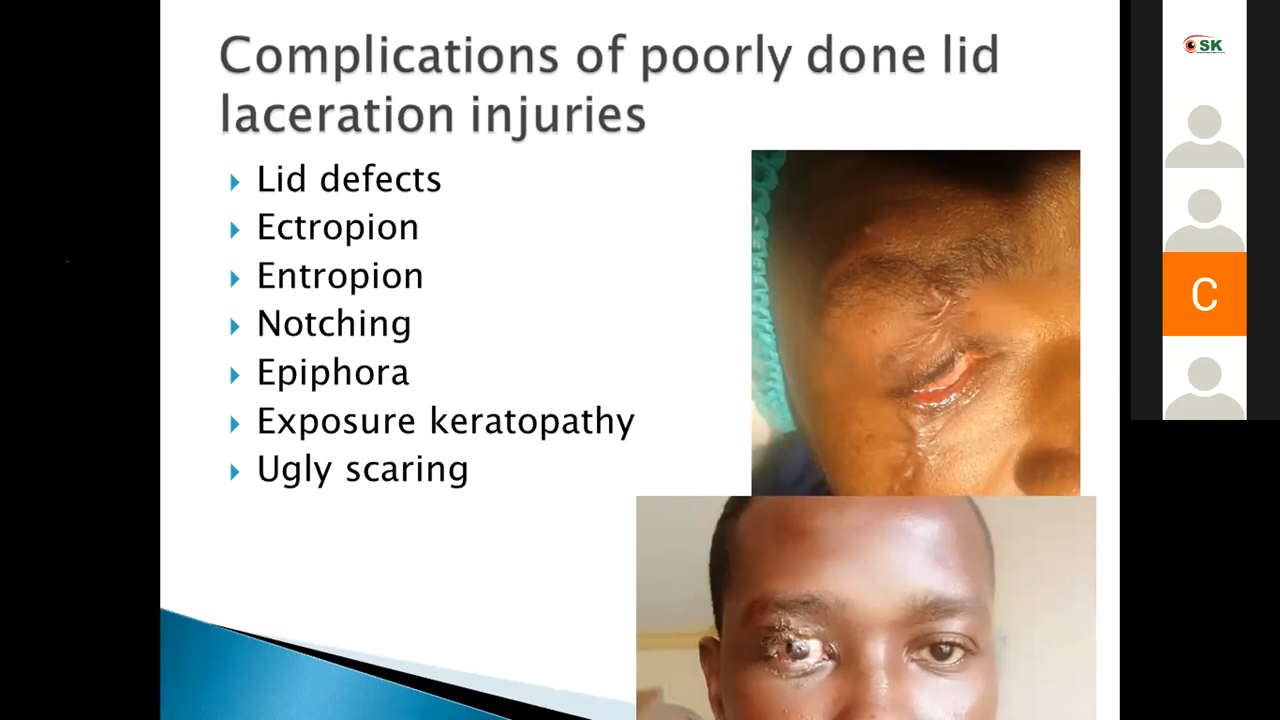 Complications of poorly done lid
laceration injuries
Lid defects
Ectropion
Entropion
Notching
Epiphora
Exposure keratopathy
Ugly scaring
SK
C